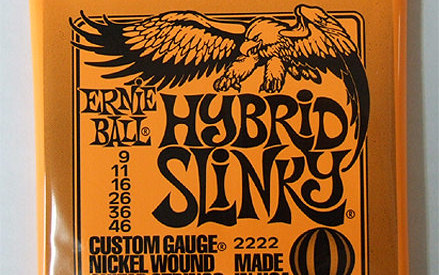 ERNIE
BALL®
HYBRID
SLINKY®
9
11
16
26
36
46
CUSTOM GAUGE®
NICKEL WOUND
2222
MADE